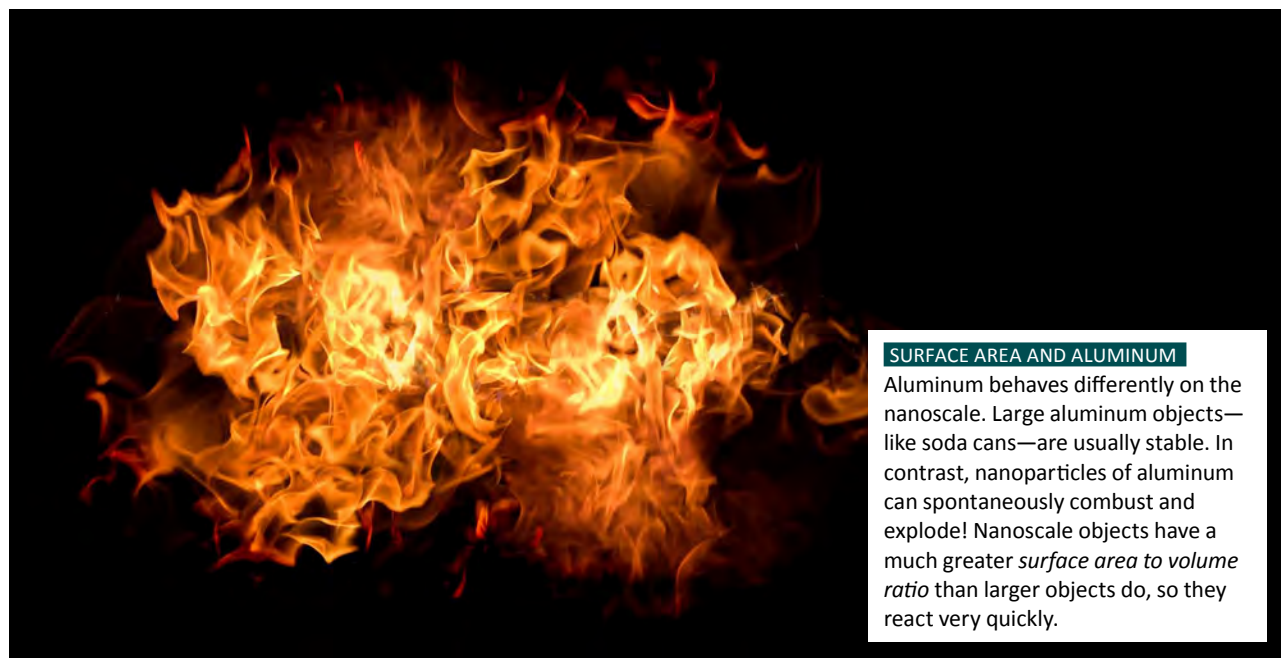 SURFACE AREA AND ALUMINUM
Aluminum behaves differently on the
nanoscale. Large aluminum objects—
like soda cans—are usually stable. In
contrast, nanoparticles of aluminum
can spontaneously combust and
explode! Nanoscale objects have a
much greater surface area to volume
ratio than larger objects do, so they
react very quickly.